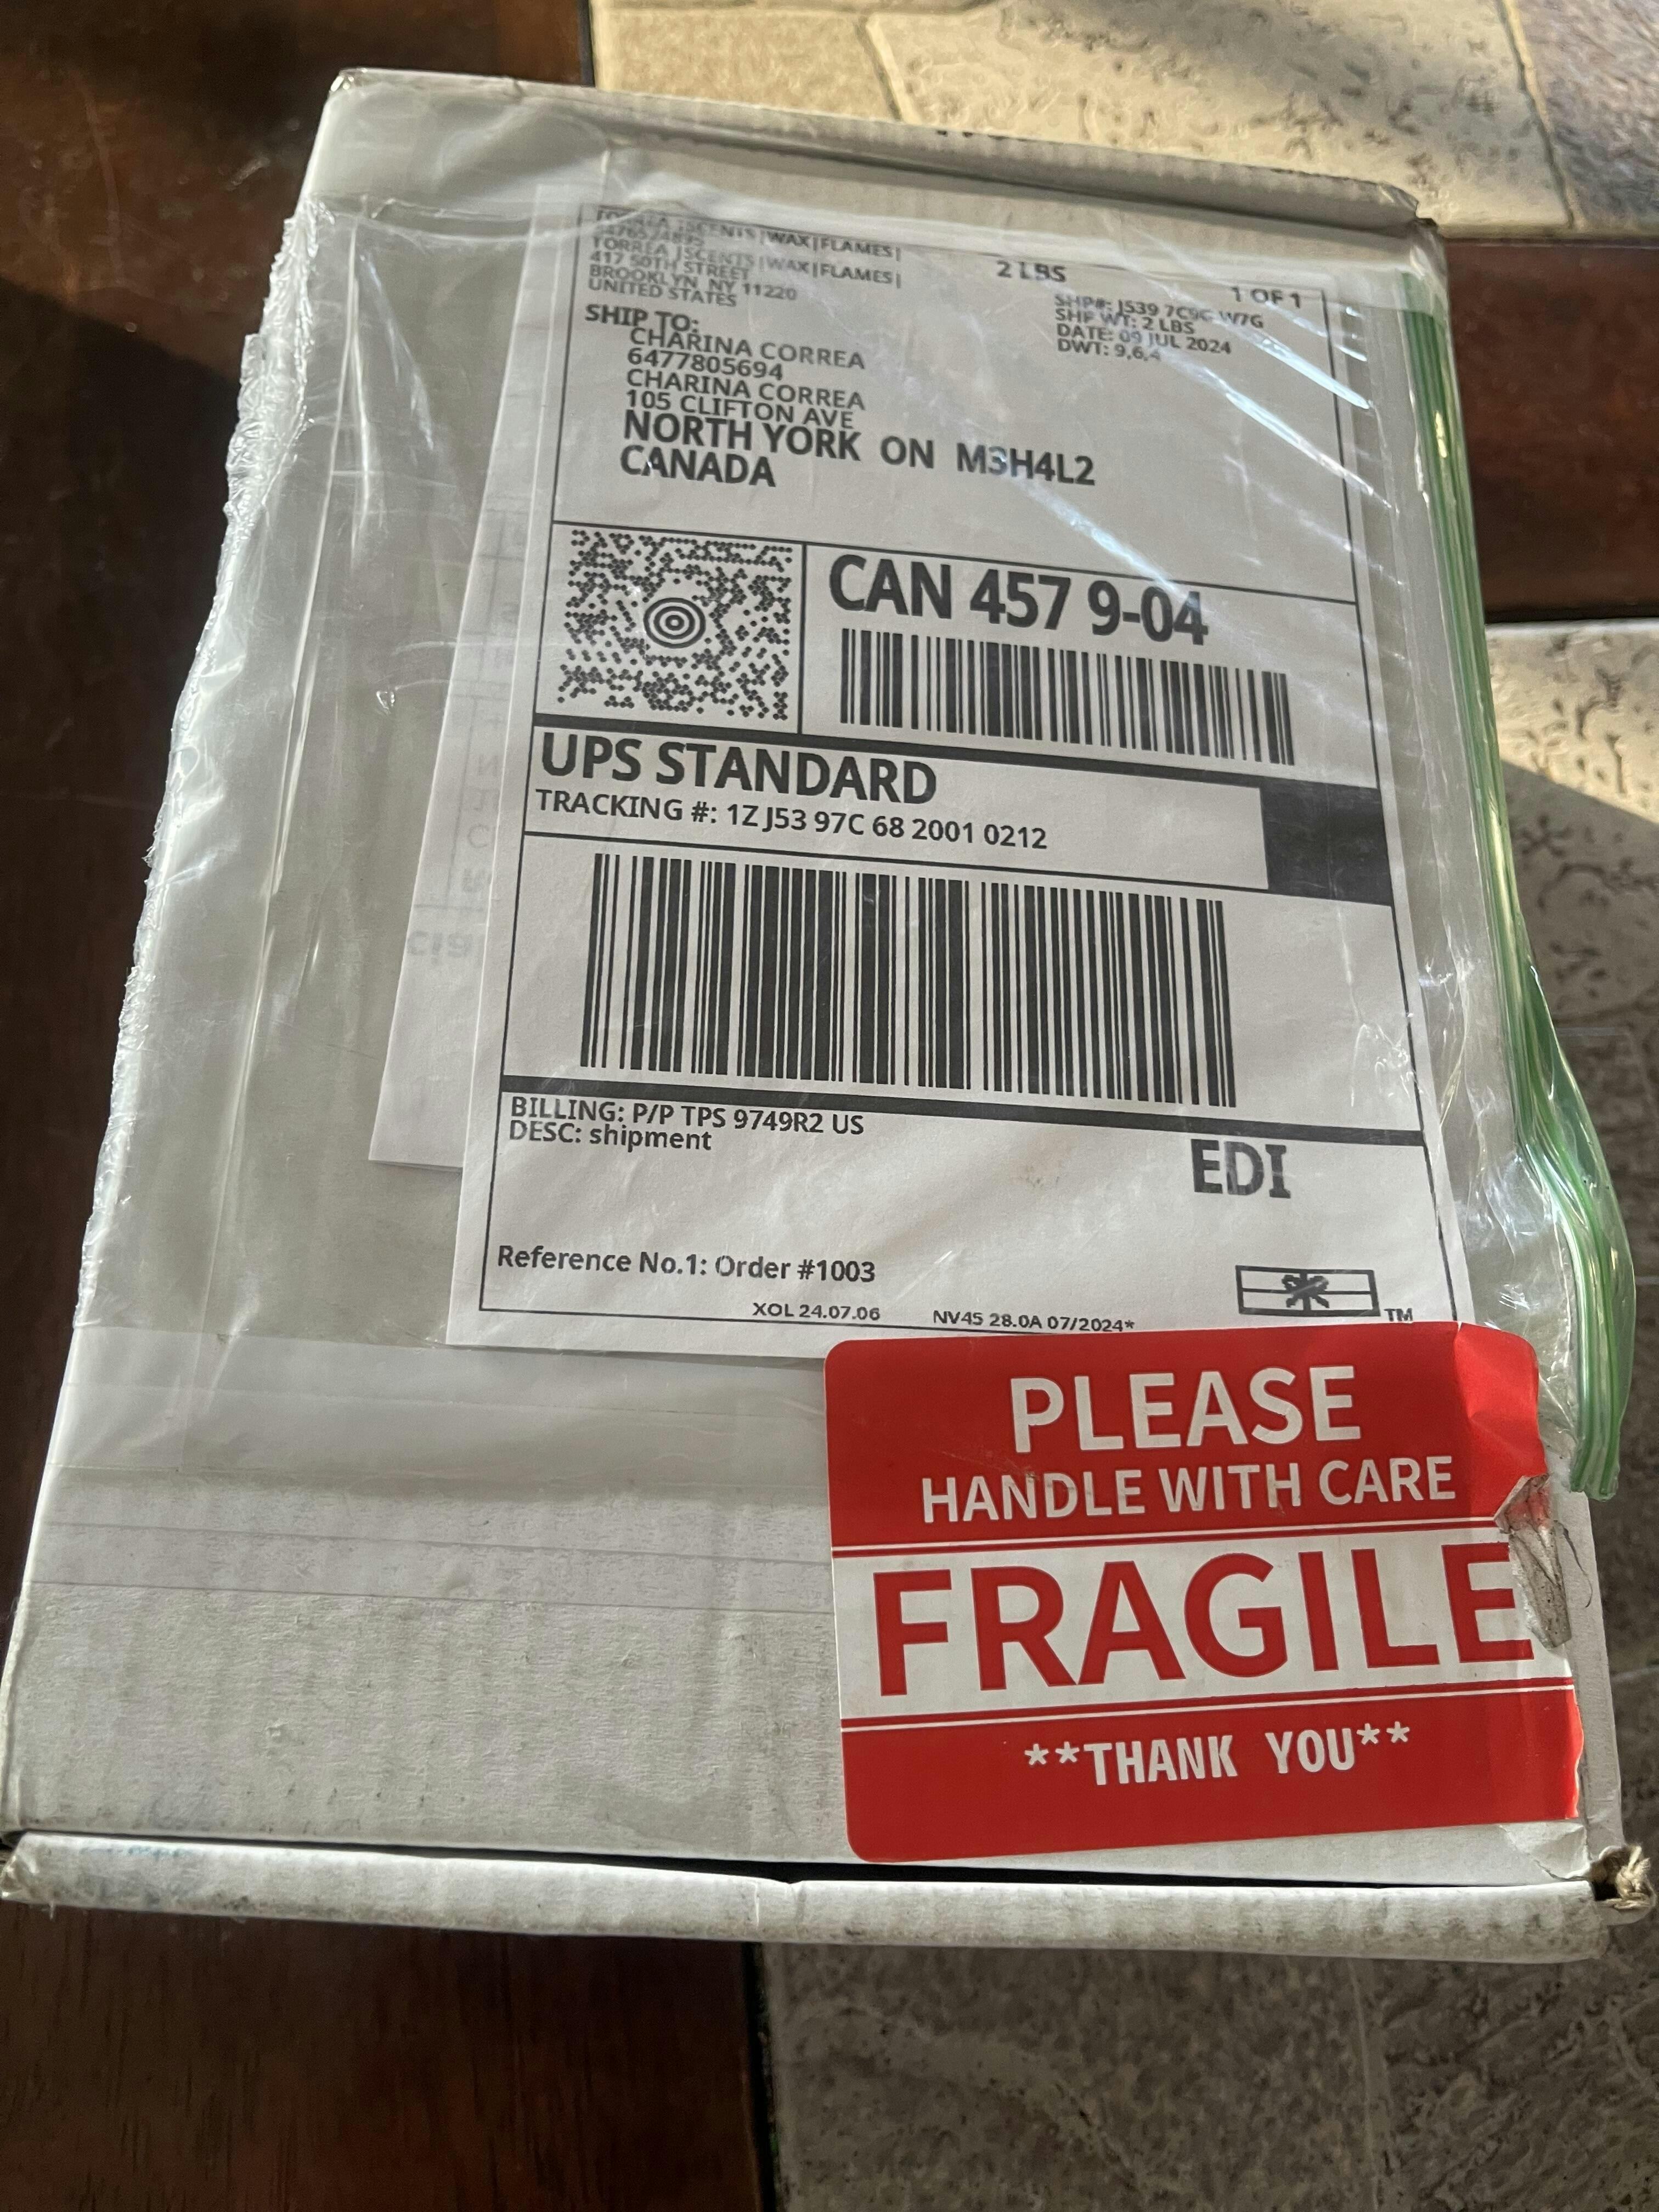 TORREA |SCENTS|WAX|FLAMES|
TORREA |SCENTS|WAX|FLAMES|
417 50TH STREET
BROOKLYN, NY 11220
UNITED STATES
2 LBS
1 OF 1
SHP WT: 2 LBS
DATE: 09 JUL 2024
DWT: 9,6,4
SHIP TO:
CHARINA CORREA
6477805694
CHARINA CORREA
105 CLIFTON AVE
NORTH YORK ON M3H4L2
CANADA
CAN 457 9-04
UPS STANDARD
TRACKING #: 1Z J53 97C 68 2001 0212
BILLING: P/P TPS 9749R2 US
DESC: shipment
EDI
Reference No.1: Order #1003
XOL 24.07.06 NV45 28.0A 07/2024*
TM
PLEASE
HANDLE WITH CARE
FRAGILE
**THANK YOU**